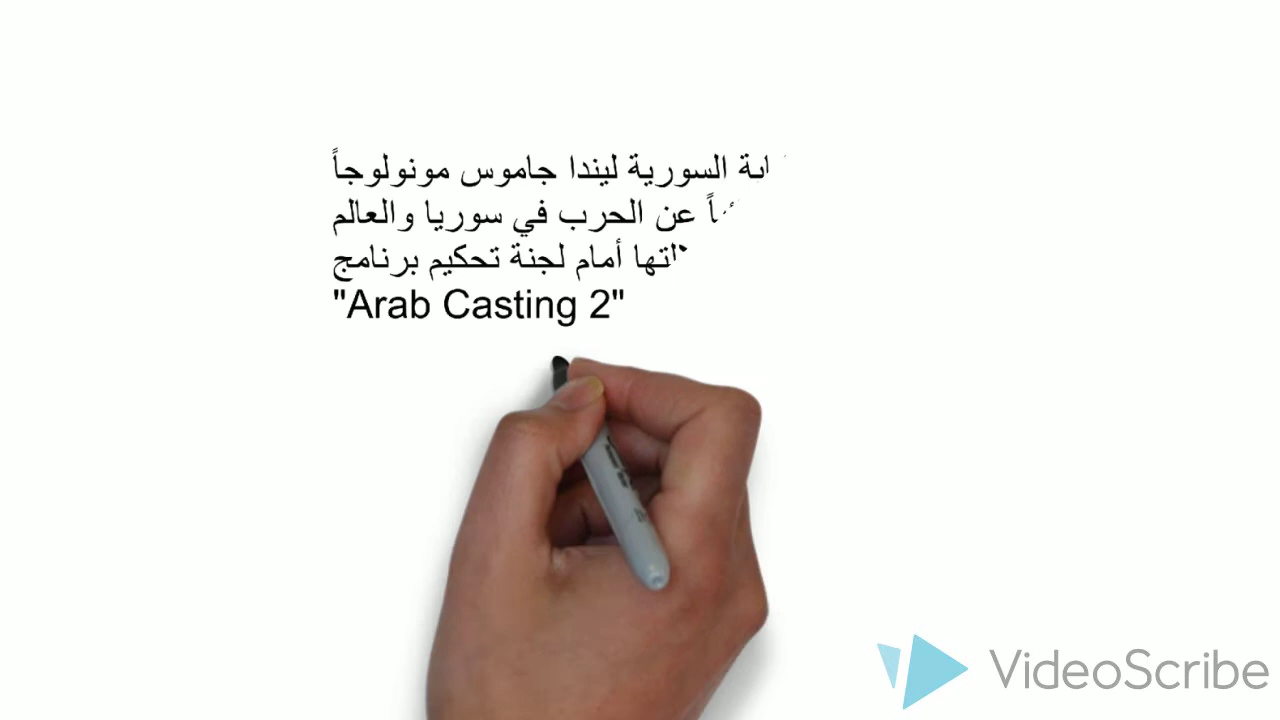 السورية ليندا جاموس مونولوجاً
عن الحرب في سوريا والعالم
أمام لجنة تحكيم برنامج
"Arab Casting 2"
VideoScribe